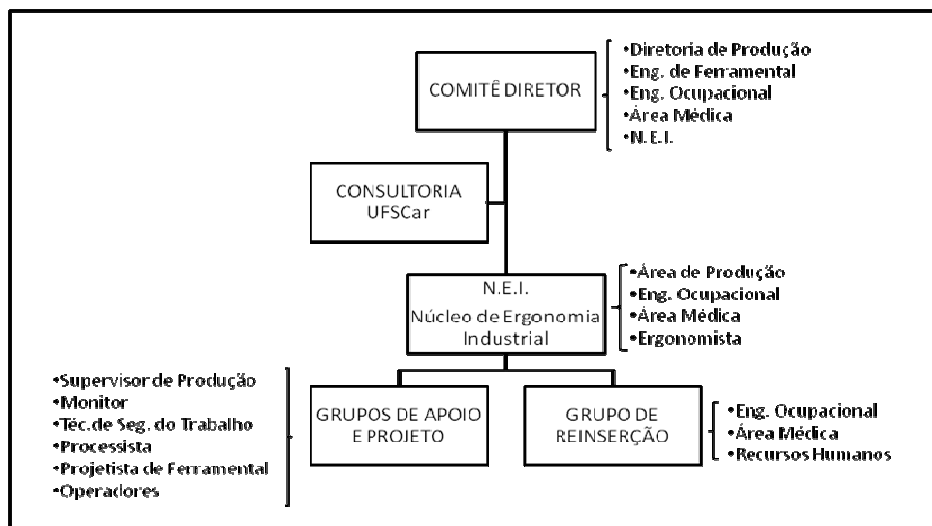 COMITÊ DIRETOR
•Diretoria de Produção
•Eng. de Ferramental
•Eng. Ocupacional
•Área Médica
•N.E.I.
CONSULTORIA
UFSCar
N.E.I.
Núcleo de Ergonomia
Industrial
•Área de Produção
•Eng. Ocupacional
•Área Médica
•Ergonomista
•Supervisor de Produção
•Monitor
•Téc.de Seg. do Trabalho
•Processista
•Projetista de Ferramental
•Operadores
GRUPOS DE APOIO
E PROJETO
GRUPO DE
REINSERÇÃO
•Eng. Ocupacional
•Área Médica
•Recursos Humanos